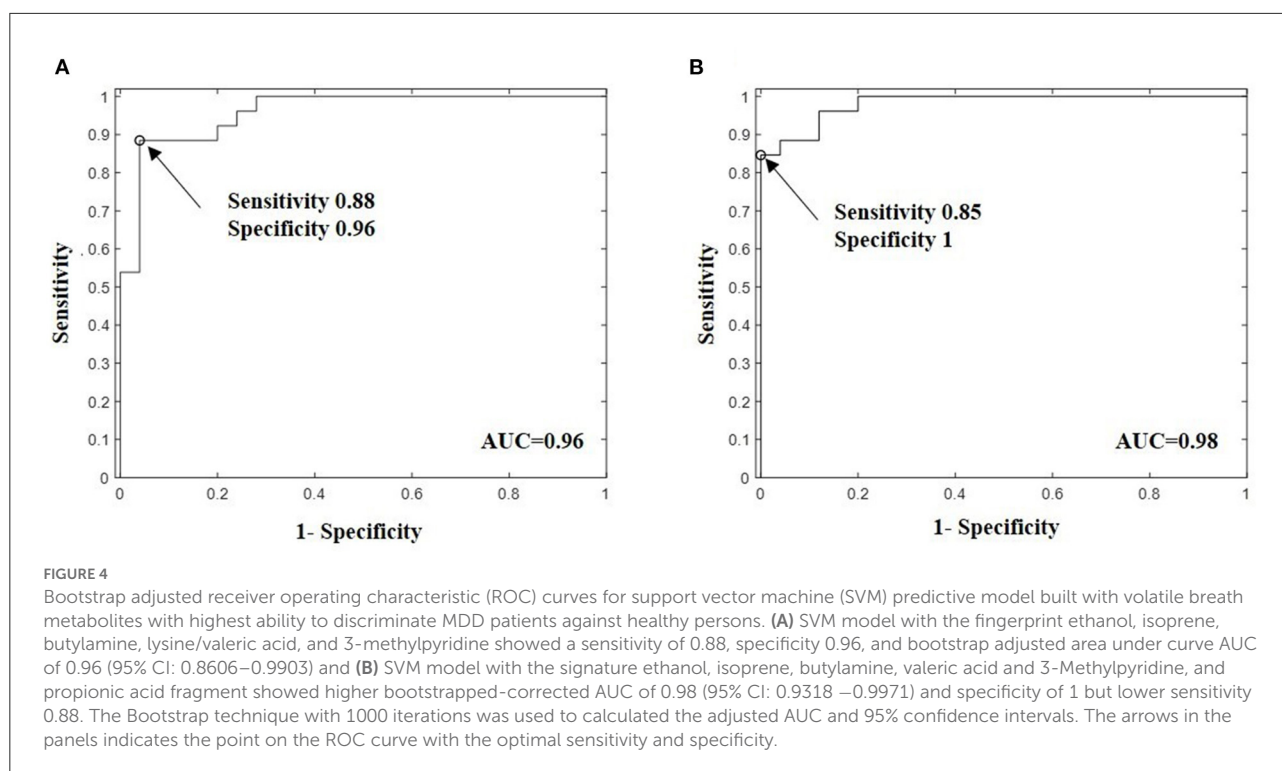 A
1
0.9
0.8
0.7
0.6
0.5
0.4
0.3
0.2
0.1
0
Sensitivity
Sensitivity 0.88
Specificity 0.96
AUC=0.96
0 0.2 0.4 0.6 0.8 1
1- Specificity
B
1
0.9
0.8
0.7
0.6
0.5
0.4
0.3
0.2
0.1
0
Sensitivity
Sensitivity 0.85
Specificity 1
AUC=0.98
0 0.2 0.4 0.6 0.8 1
1- Specificity
FIGURE 4
Bootstrap adjusted receiver operating characteristic (ROC) curves for support vector machine (SVM) predictive model built with volatile breath
metabolites with highest ability to discriminate MDD patients against healthy persons. (A) SVM model with the fingerprint ethanol, isoprene,
butylamine, lysine/valeric acid, and 3-methylpyridine showed a sensitivity of 0.88, specificity 0.96, and bootstrap adjusted area under curve AUC
of 0.96 (95% CI: 0.8606–0.9903) and (B) SVM model with the signature ethanol, isoprene, butylamine, valeric acid and 3-Methylpyridine, and
propionic acid fragment showed higher bootstrapped-corrected AUC of 0.98 (95% CI: 0.9318 –0.9971) and specificity of 1 but lower sensitivity
0.88. The Bootstrap technique with 1000 iterations was used to calculated the adjusted AUC and 95% confidence intervals. The arrows in the
panels indicates the point on the ROC curve with the optimal sensitivity and specificity.